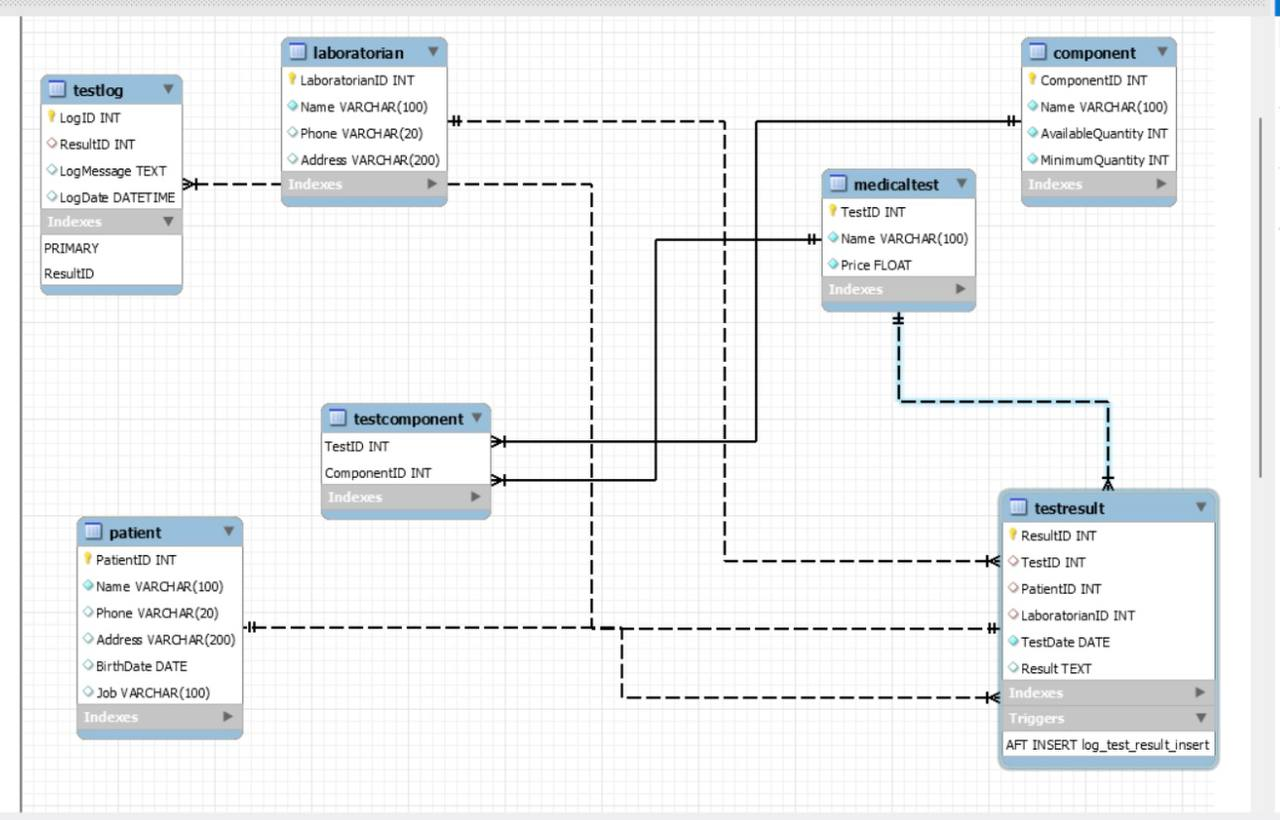 testlog
LogID INT
ResultID INT
LogMessage TEXT
LogDate DATETIME
Indexes
PRIMARY
ResultID
laboratorian
LaboratorianID INT
Name VARCHAR(100)
Phone VARCHAR(20)
Address VARCHAR(200)
Indexes
component
ComponentID INT
Name VARCHAR(100)
AvailableQuantity INT
MinimumQuantity INT
Indexes
medicaltest
TestID INT
Name VARCHAR(100)
Price FLOAT
Indexes
testcomponent
TestID INT
ComponentID INT
Indexes
patient
PatientID INT
Name VARCHAR(100)
Phone VARCHAR(20)
Address VARCHAR(200)
BirthDate DATE
Job VARCHAR(100)
Indexes
testresult
ResultID INT
TestID INT
PatientID INT
LaboratorianID INT
TestDate DATE
Result TEXT
Indexes
Triggers
AFT INSERT log_test_result_insert